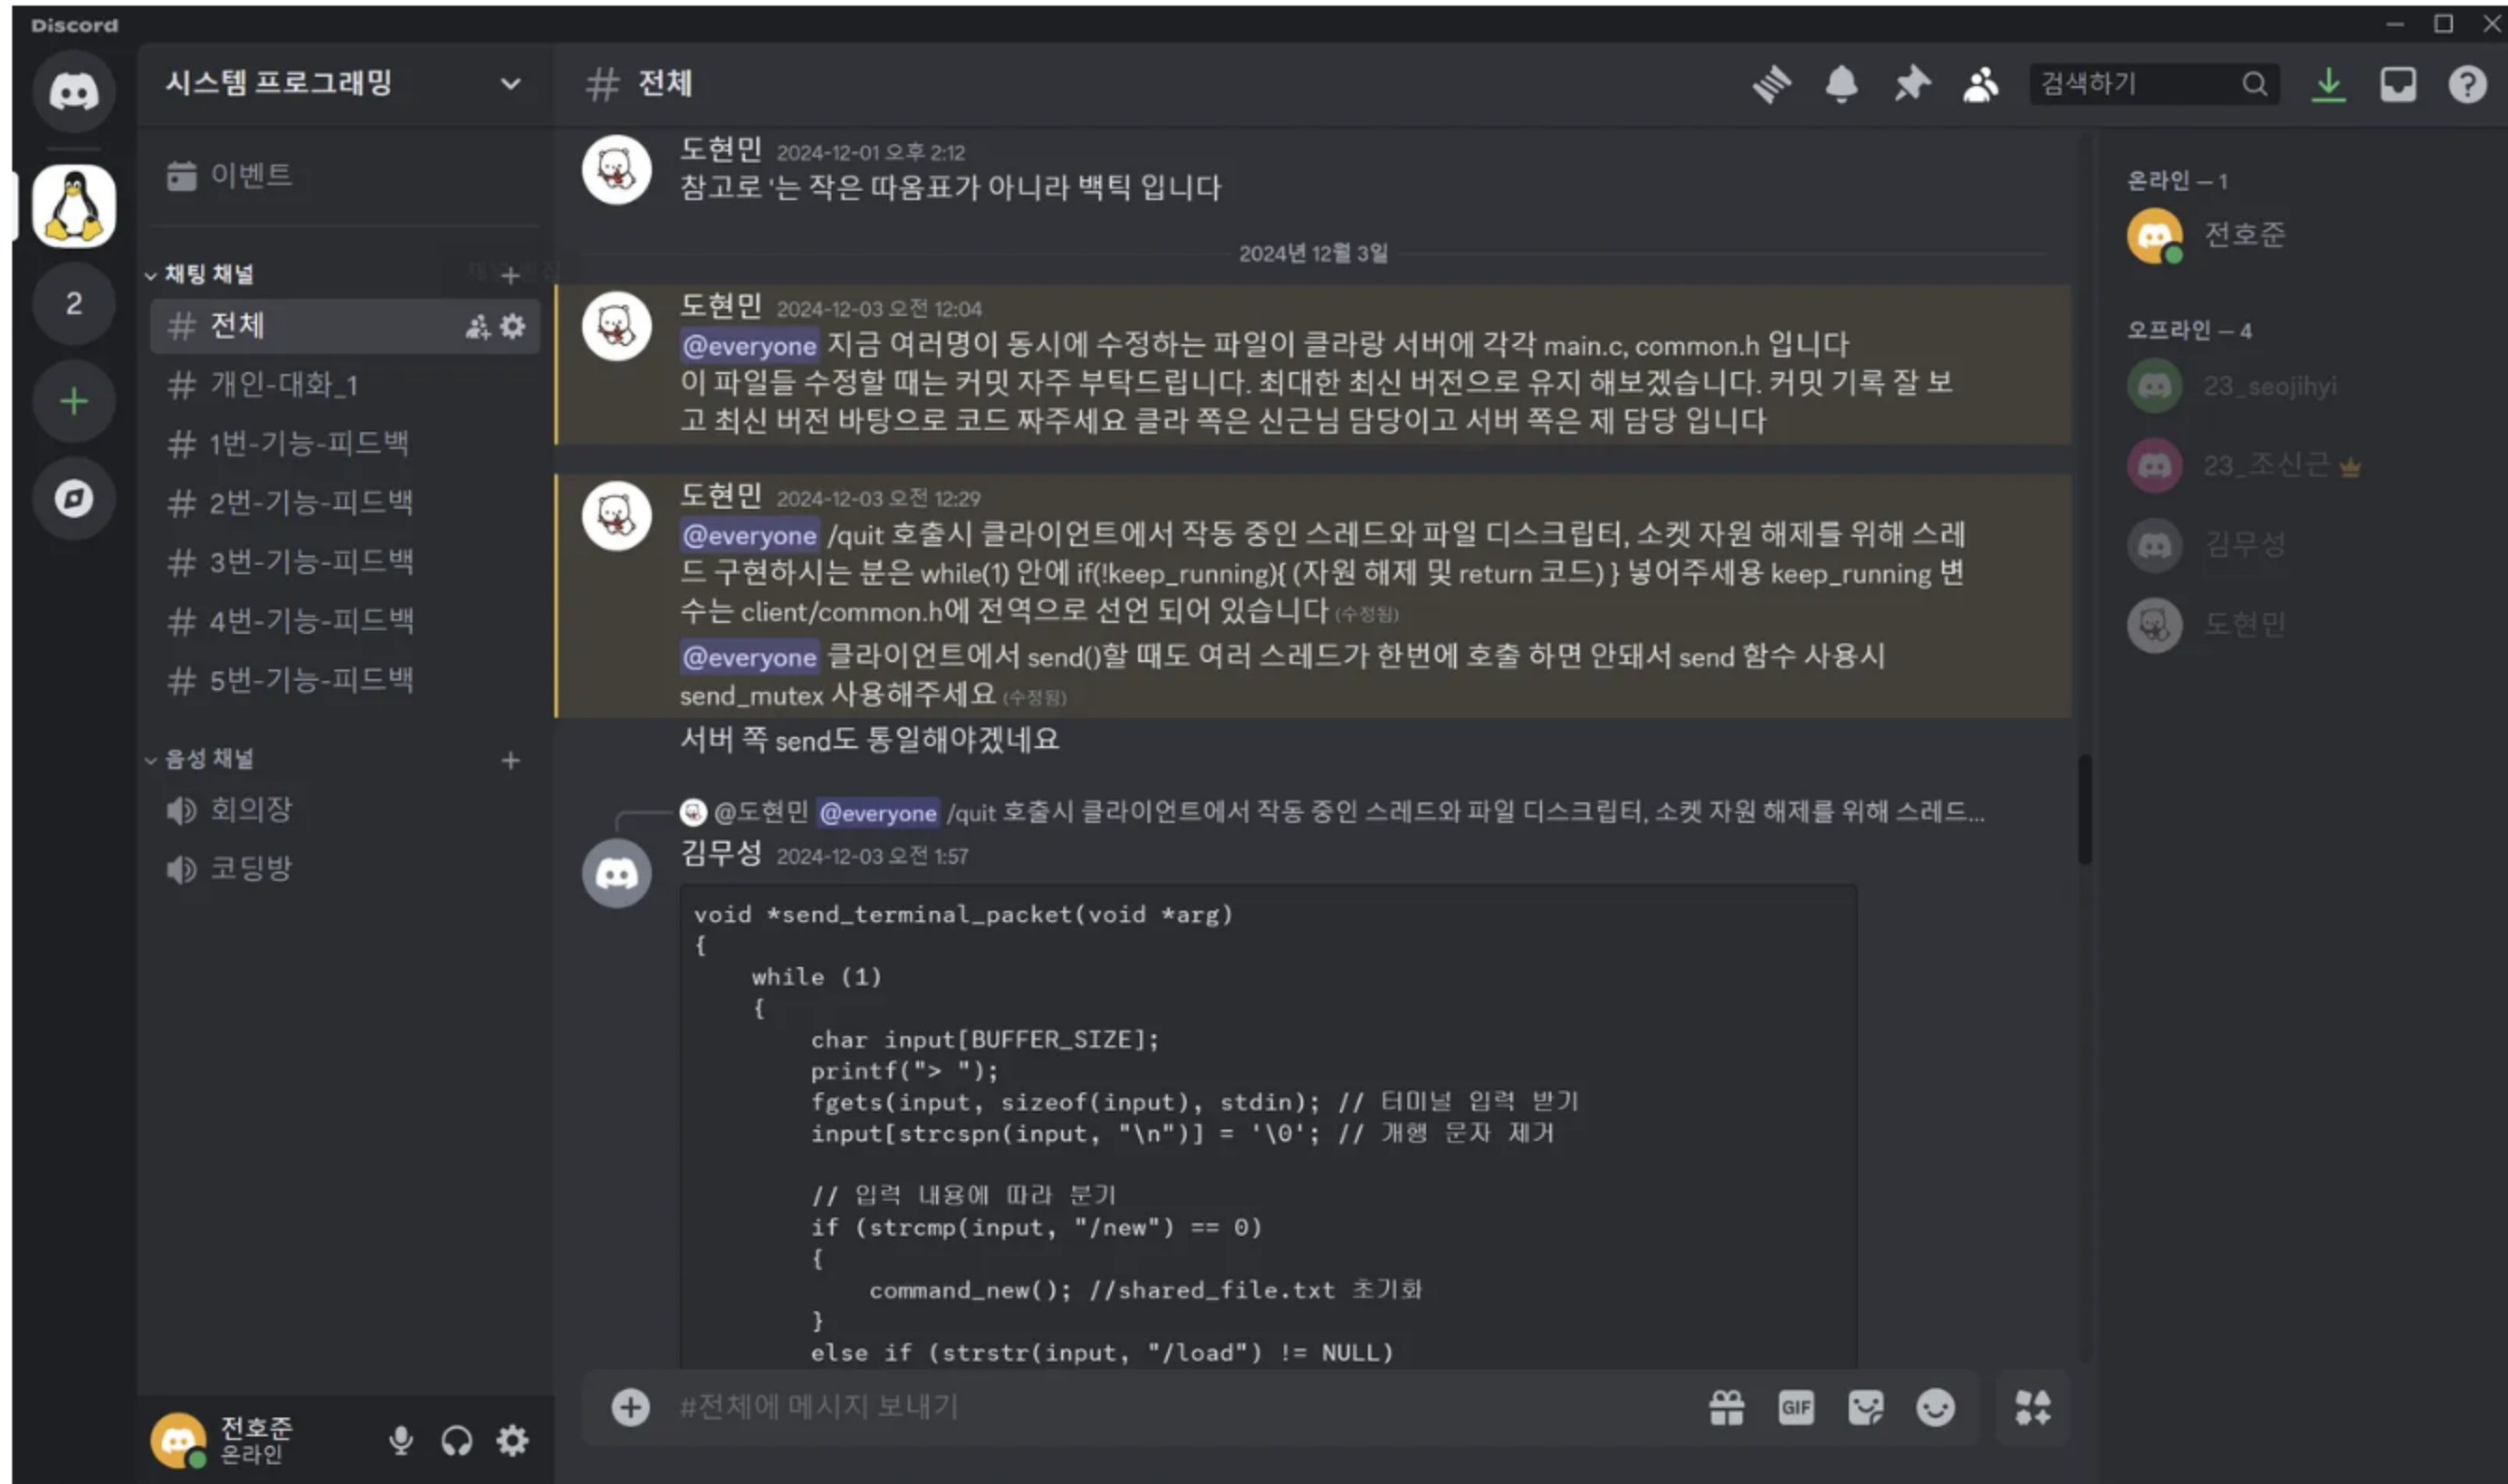 Discord
시스템 프로그래밍
이벤트
채팅 채널
전체
개인-대화_1
1번-기능-피드백
2번-기능-피드백
3번-기능-피드백
4번-기능-피드백
5번-기능-피드백
음성 채널
회의장
코딩방
2
전호준
온라인
# 전체
검색하기
도현민 2024-12-01 오후 2:12
참고로 '는 작은 따옴표가 아니라 백틱 입니다
2024년 12월 3일
도현민 2024-12-03 오전 12:04
@everyone 지금 여러명이 동시에 수정하는 파일이 클라랑 서버에 각각 main.c, common.h 입니다
이 파일들 수정할 때는 커밋 자주 부탁드립니다. 최대한 최신 버전으로 유지 해보겠습니다. 커밋 기록 잘 보
고 최신 버전 바탕으로 코드 짜주세요 클라 쪽은 신근님 담당이고 서버 쪽은 제 담당 입니다
도현민 2024-12-03 오전 12:29
@everyone /quit 호출시 클라이언트에서 작동 중인 스레드와 파일 디스크립터, 소켓 자원 해제를 위해 스레
드 구현하시는 분은 while(1) 안에 if(!keep_running){ (자원 해제 및 return 코드) } 넣어주세용 keep_running 변
수는 client/common.h에 전역으로 선언 되어 있습니다 (수정됨)
@everyone 클라이언트에서 send()할 때도 여러 스레드가 한번에 호출 하면 안돼서 send 함수 사용시
send_mutex 사용해주세요 (수정됨)
서버 쪽 send도 통일해야겠네요
@도현민 @everyone /quit 호출시 클라이언트에서 작동 중인 스레드와 파일 디스크립터, 소켓 자원 해제를 위해 스레드...
김무성 2024-12-03 오전 1:57
void *send_terminal_packet(void *arg)
{
while (1)
{
char input[BUFFER_SIZE];
printf("> ");
fgets(input, sizeof(input), stdin); // 터미널 입력 받기
input[strcspn(input, "\n")] = '\0'; // 개행 문자 제거
// 입력 내용에 따라 분기
if (strcmp(input, "/new") == 0)
{
command_new(); //shared_file.txt 초기화
}
else if (strstr(input, "/load") != NULL)
#전체에 메시지 보내기
GIF
온라인 — 1
전호준
오프라인 — 4
23_seojihyi
23_조신근
김무성
도현민